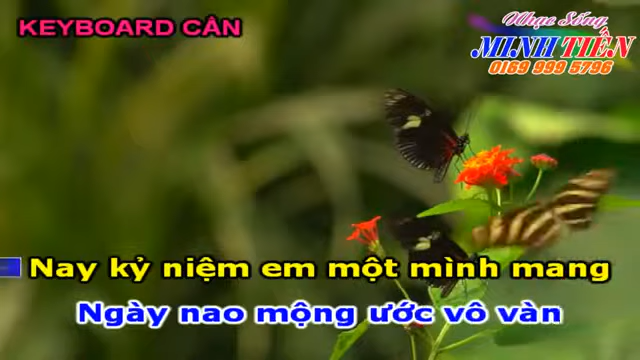 KEYBOARD CẦN
Nhạc Sống
MINH TIẾN
0169 999 5796
Nay kỷ niệm em một mình mang
Ngày nao mộng ước vô vàn